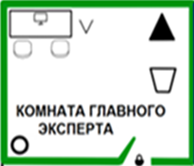 КОМНАТА ГЛАВНОГО
ЭКСПЕРТА